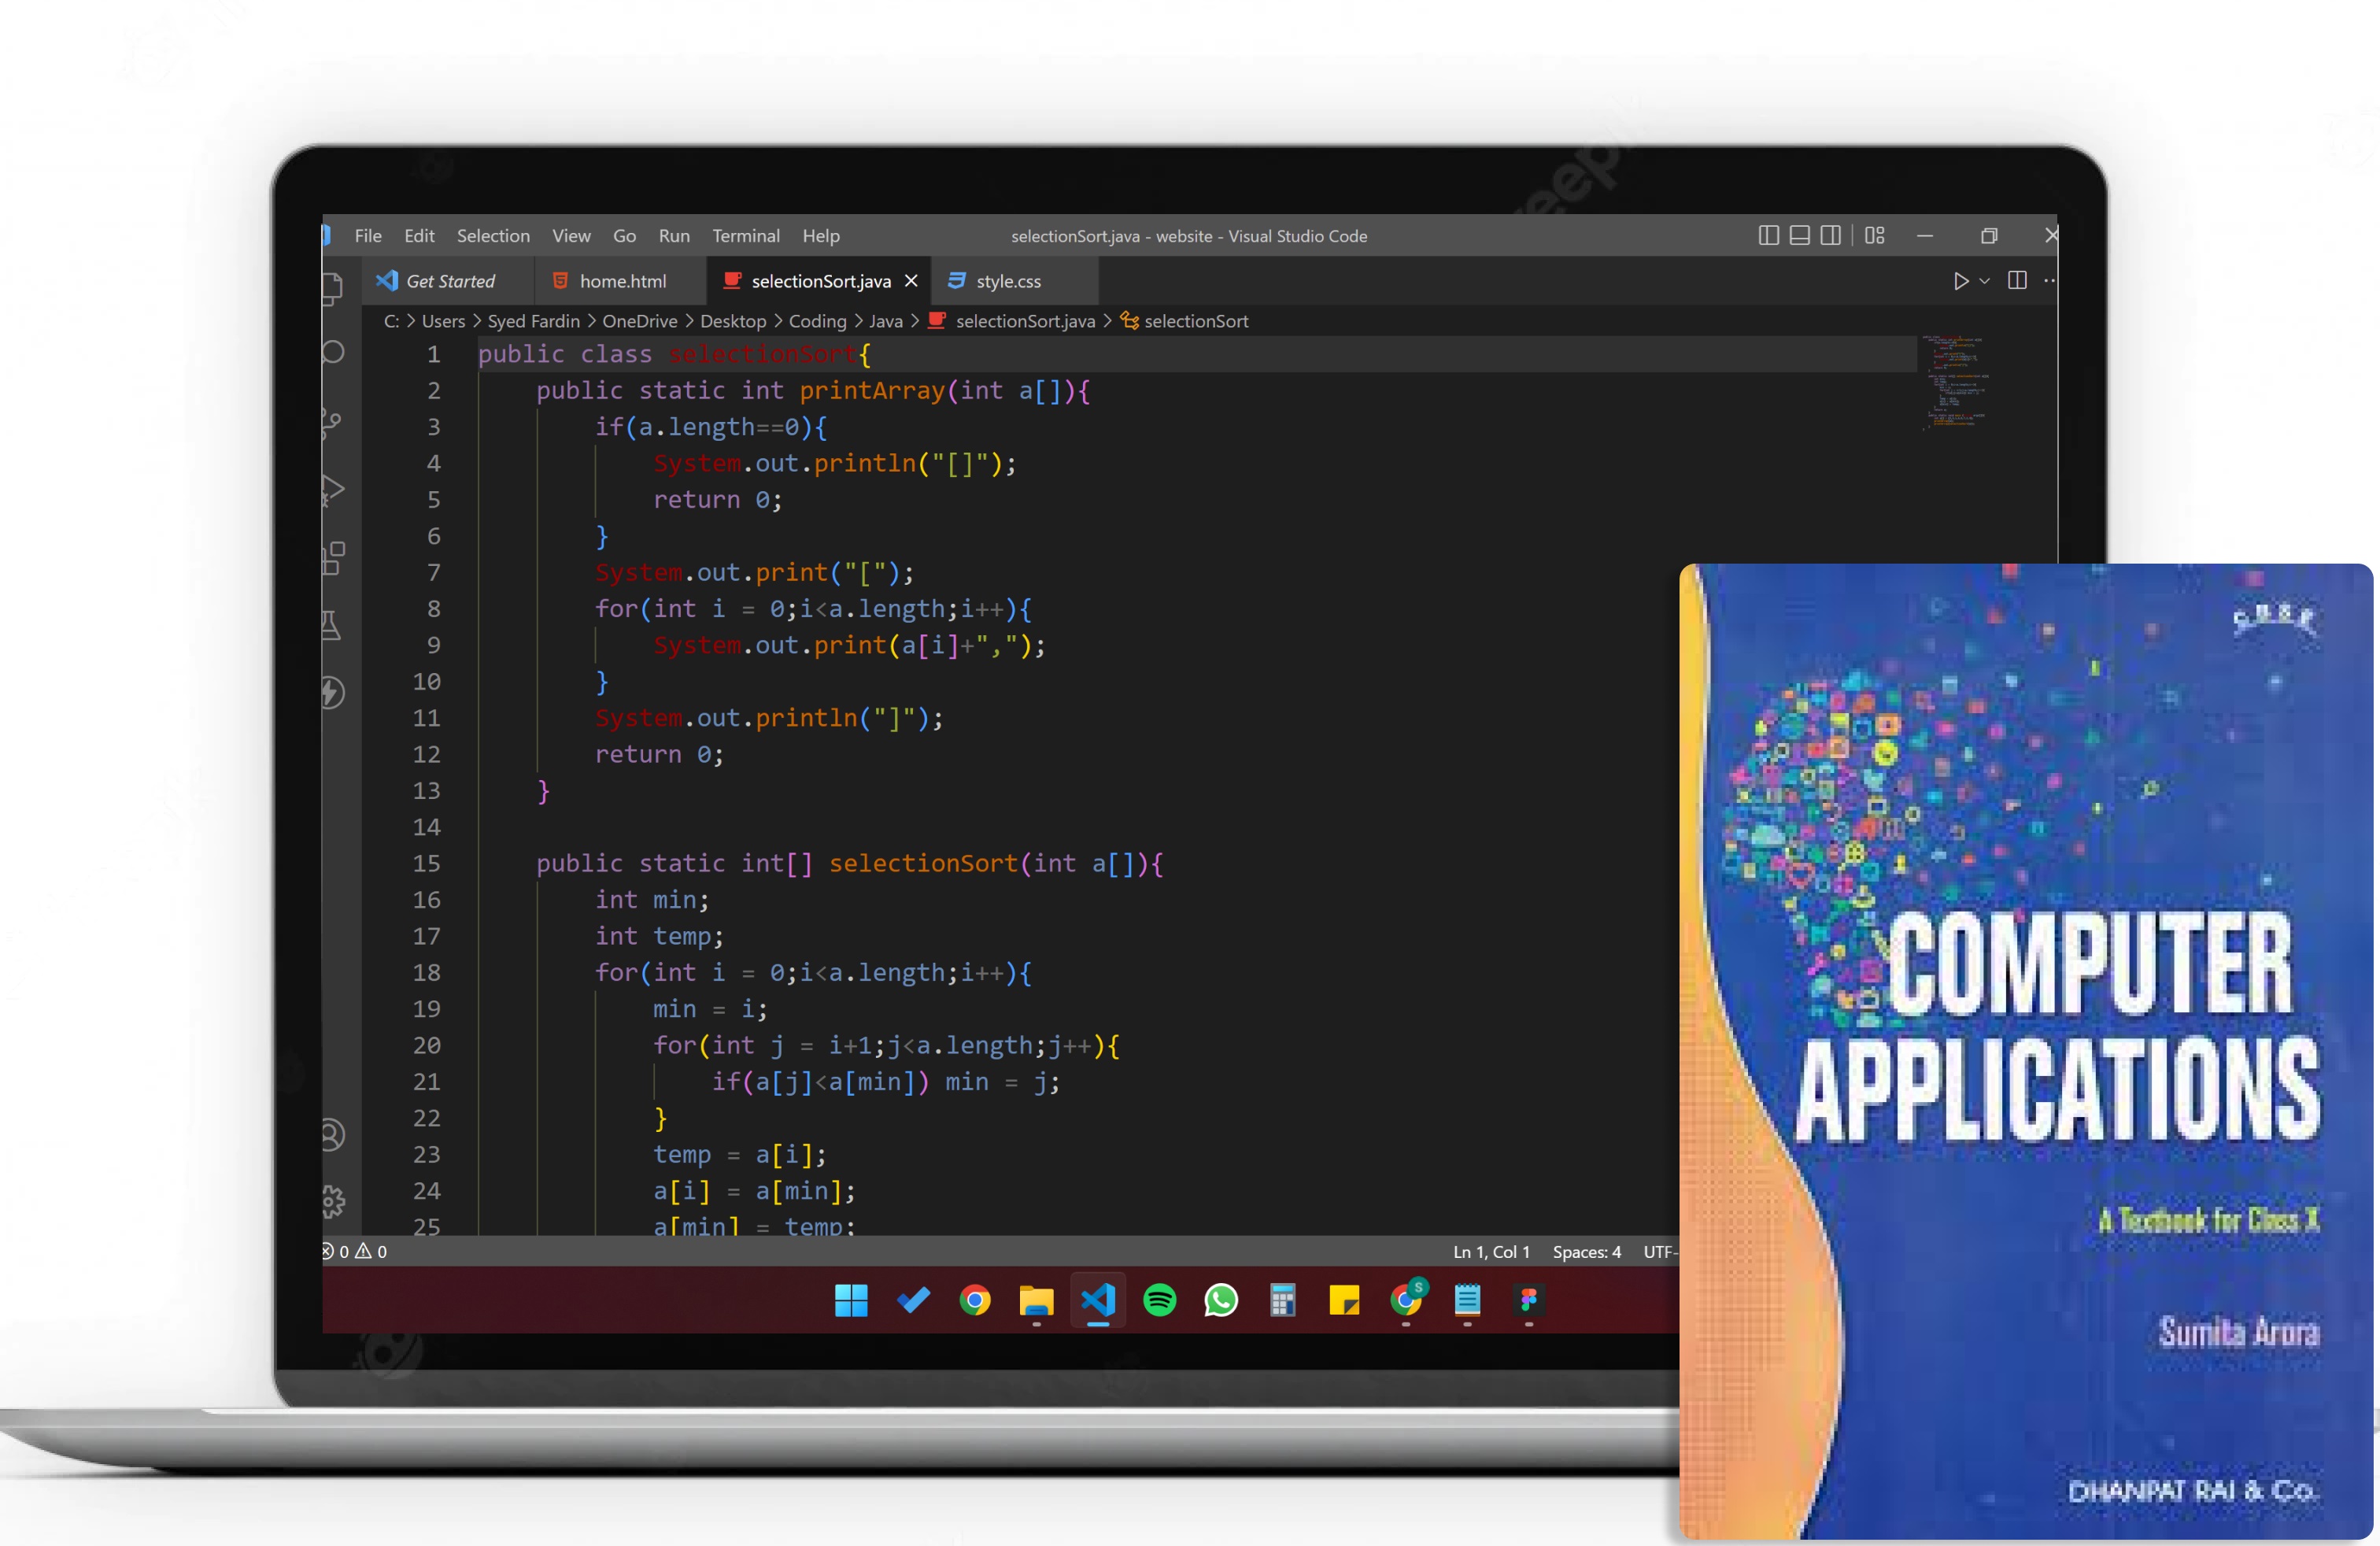 eepi
File Edit Selection View Go Run Terminal Help selectionSort.java - website - Visual Studio Code
Get Started home.html selectionSort.java style.css
C: > Users > Syed Fardin > OneDrive > Desktop > Coding > Java > selectionSort.java > selectionSort
1 public class selectionSort{
2 public static int printArray(int a[]){
3 if(a.length==0){
4 System.out.println("[]");
5 return 0;
6 }
7 System.out.print("[");
8 for(int i = 0;i<a.length;i++){
9 System.out.print(a[i]+",");
10 }
11 System.out.println("]");
12 return 0;
13 }
14
15 public static int[] selectionSort(int a[]){
16 int min;
17 int temp;
18 for(int i = 0;i<a.length;i++){
19 min = i;
20 for(int j = i+1;j<a.length;j++){
21 if(a[j]<a[min]) min = j;
22 }
23 temp = a[i];
24 a[i] = a[min];
25 a[min] = temp;
0 0 Ln 1, Col 1 Spaces: 4 UTF-
S
CBSE
COMPUTER
APPLICATIONS
A Textbook for Class X
Sumita Arora
DHANPAT RAI & Co.